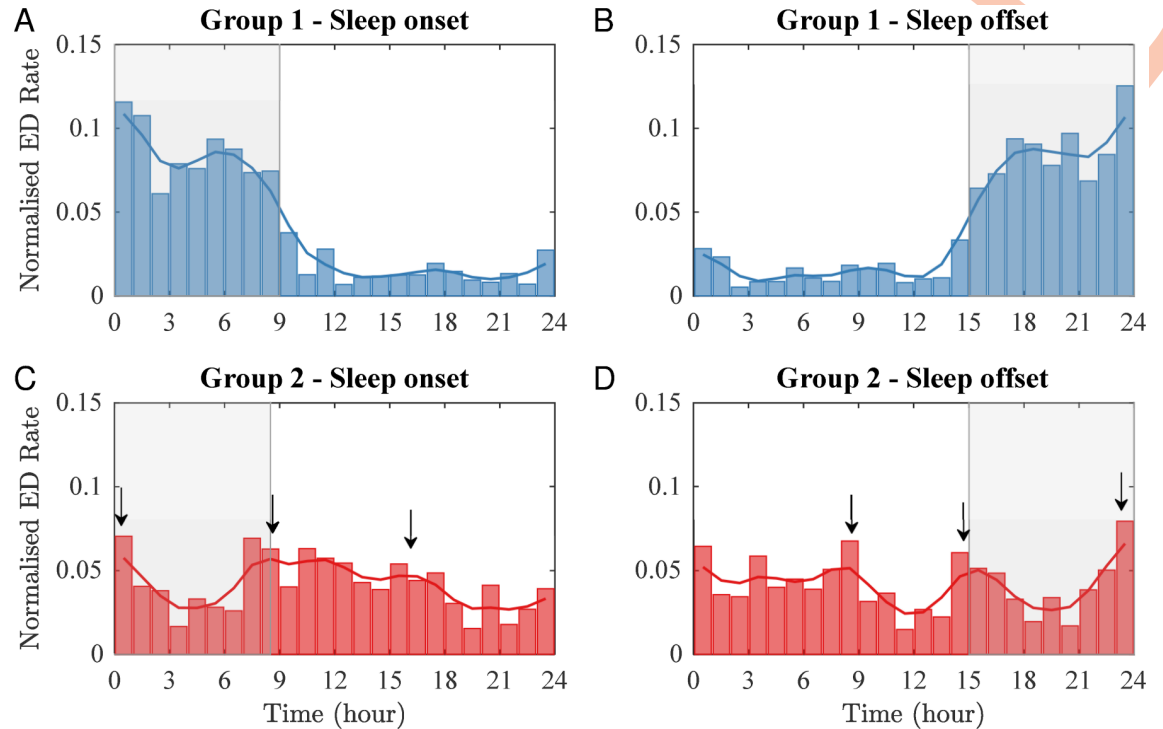 A
Group 1 - Sleep onset
B
Group 1 - Sleep offset
Normalised ED Rate
0.15
0.1
0.05
0
0 3 6 9 12 15 18 21 24
0.15
0.1
0.05
0
0 3 6 9 12 15 18 21 24
C
Group 2 - Sleep onset
D
Group 2 - Sleep offset
Normalised ED Rate
0.15
0.1
0.05
0
0 3 6 9 12 15 18 21 24
Time (hour)
0.15
0.1
0.05
0
0 3 6 9 12 15 18 21 24
Time (hour)